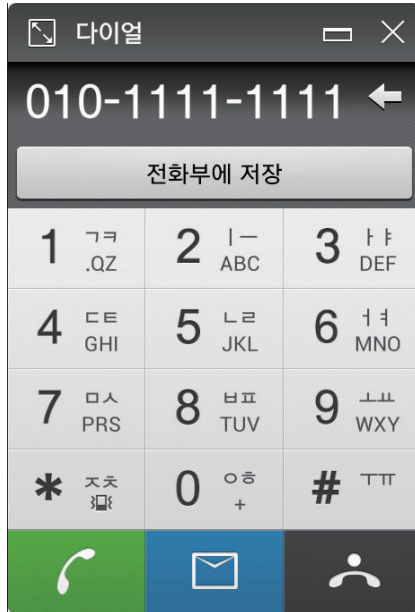 다이얼
010-1111-1111
전화부에 저장
1 ㄱㅋ .QZ
2 ㅣㅡ ABC
3 ㅏㅑ DEF
4 ㄷㅌ GHI
5 ㄴㄹ JKL
6 ㅓㅕ MNO
7 ㅁㅅ PRS
8 ㅂㅍ TUV
9 ㅗㅛ WXY
* ㅈㅊ
0 ㅇㅎ +
# ㅜㅠ